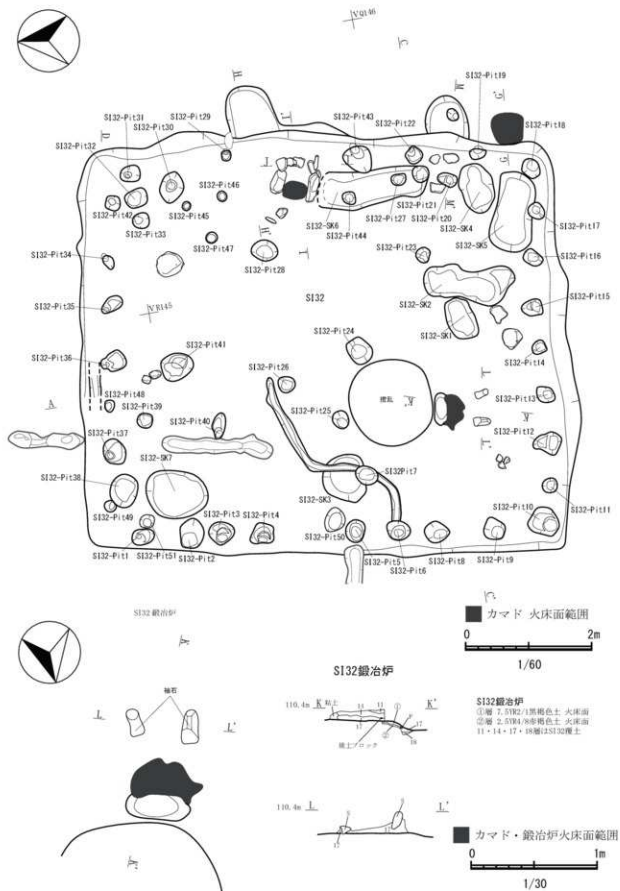 VQ146
C
C'
SI32-Pit19
H
I'
M
G'
SI32-Pit31
SI32-Pit29
SI32-Pit43
SI32-Pit22
SI32-Pit18
SI32-Pit30
D
SI32-Pit32
G
I
SI32-Pit46
SI32-Pit42
SI32-Pit45
SI32-SK6
SI32-Pit27
SI32-Pit21
SI32-Pit20
M'
SI32-SK4
SI32-SK5
SI32-Pit17
SI32-Pit33
SI32-Pit44
SI32-Pit47
H'
SI32-Pit34
SI32-Pit28
SI32-Pit23
SI32-Pit16
SI32
SI32-SK2
SI32-Pit35
VR145
SI32-Pit15
SI32-SK1
SI32-Pit24
SI32-Pit14
SI32-Pit36
SI32-Pit41
SI32-Pit26
SI32-Pit48
攪乱
K'
SI32-Pit13
A
SI32-Pit39
SI32-Pit40
SI32-Pit25
K
SI32-Pit12
SI32-Pit37
SI32-SK7
SI32Pit7
SI32-Pit38
SI32-SK3
SI32-Pit10
SI32-Pit11
SI32-Pit49
SI32-Pit3
SI32-Pit4
SI32-Pit50
SI32-Pit1
SI32-Pit51
SI32-Pit2
SI32-Pit5
SI32-Pit6
SI32-Pit8
SI32-Pit9
SI32鍛冶炉
カマド 火床面範囲
0 2m
1/60
K
SI32鍛冶炉
袖石
L
L'
110.4m K 粘土 11 11 ① K'
17 17
② 18
焼土ブロック
SI32鍛冶炉
①層 7.5YR2/1黒褐色土 火床面
②層 2.5YR4/8赤褐色土 火床面
11・14・17・18層はSI32覆土
110.4m L L'
K'
カマド・鍛冶炉火床面範囲
0 1m
1/30